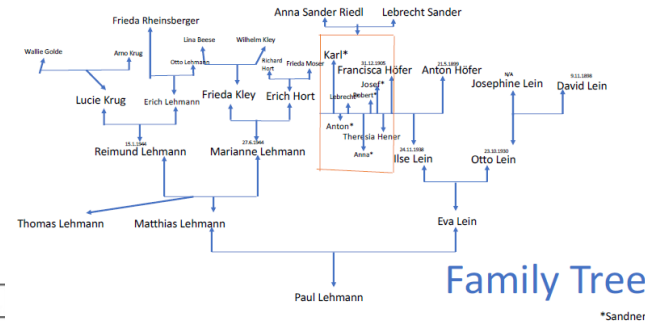 Anna Sander Riedl
Lebrecht Sander
Frieda Rheinsberger
Lina Beese
Wilhelm Kley
Wallie Golde
Arno Krug
Otto Lehmann
Richard
Hort
Frieda Moser
Karl*
31.12.1905
Francisca Höfer
21.5.1899
Anton Höfer
N/A
Josephine Lein
9.11.1898
David Lein
Josef*
Lebrecht*
Robert*
Lucie Krug
Erich Lehmann
Frieda Kley
Erich Hort
Anton*
Theresia Hener
Anna*
15.1.1944
Reimund Lehmann
27.6.1944
Marianne Lehmann
24.11.1938
Ilse Lein
23.10.1930
Otto Lein
Thomas Lehmann
Matthias Lehmann
Eva Lein
Paul Lehmann
Family Tree
*Sandner